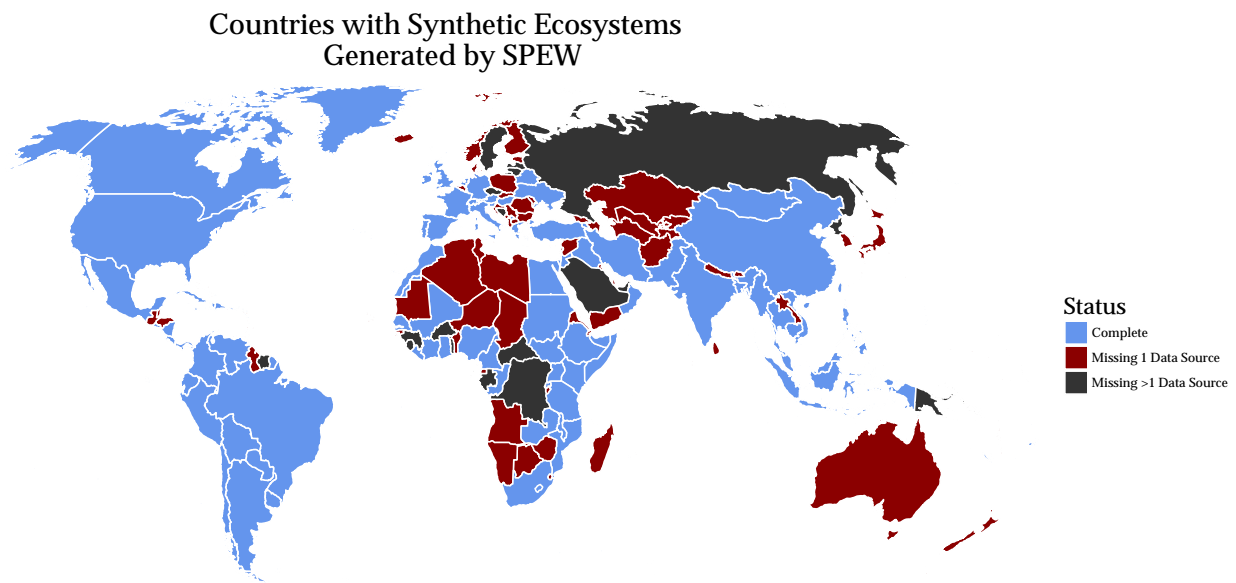 Countries with Synthetic Ecosystems
Generated by SPEW
Status
Complete
Missing 1 Data Source
Missing >1 Data Source